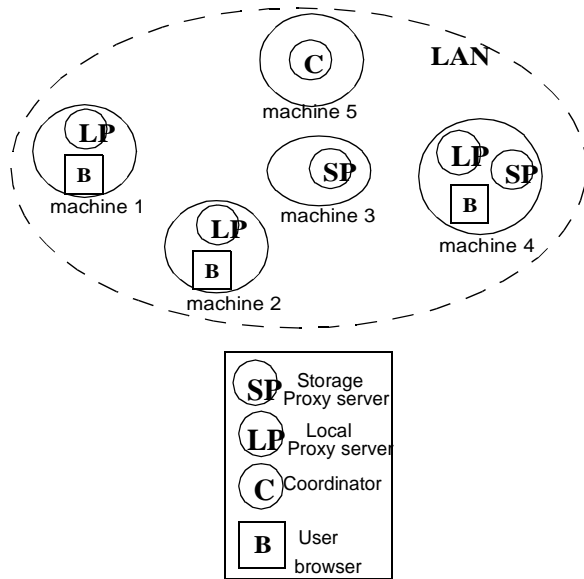 C
LAN
machine 5
LP
B
machine 1
SP
machine 3
LP
SP
B
machine 4
LP
B
machine 2
SP Storage
Proxy server
LP Local
Proxy server
C Coordinator
B User
browser